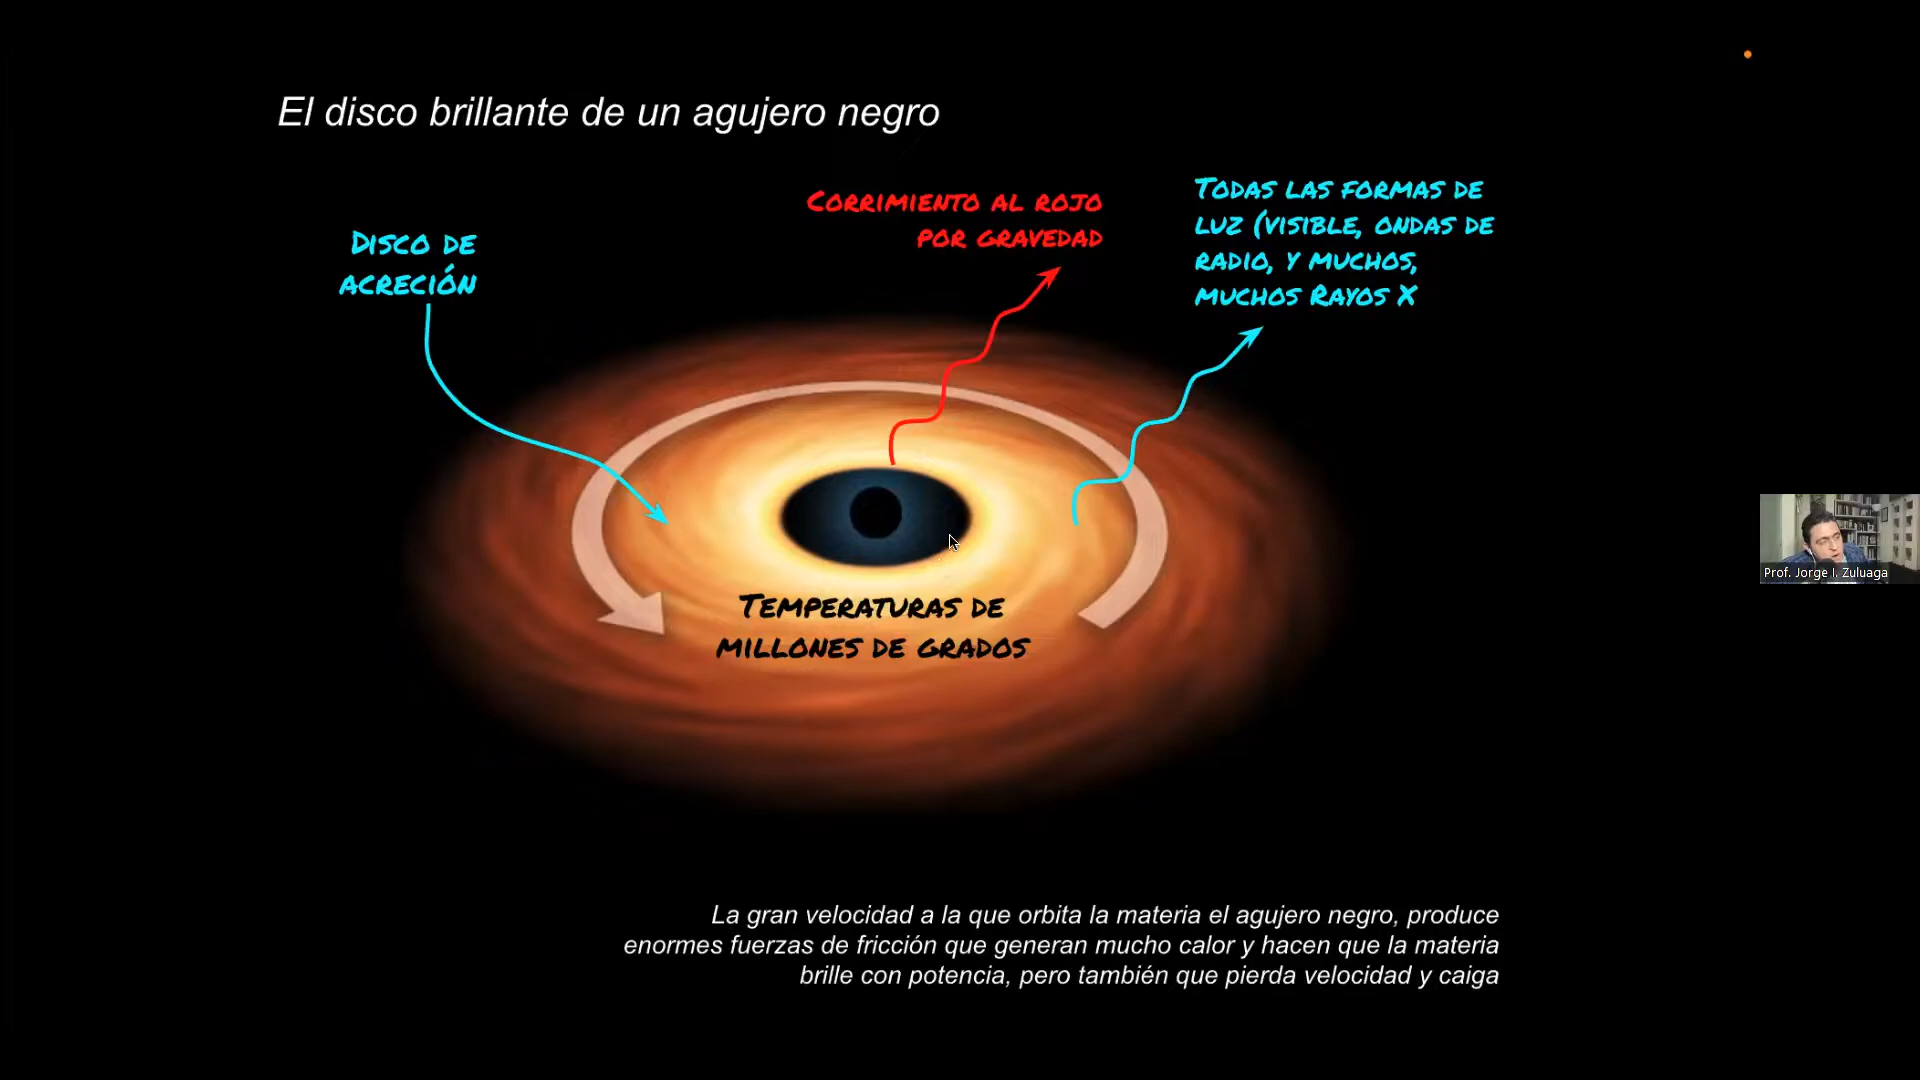 El disco brillante de un agujero negro
DISCO DE
ACRECIÓN
CORRIMIENTO AL ROJO
POR GRAVEDAD
TODAS LAS FORMAS DE
LUZ (VISIBLE, ONDAS DE
RADIO, Y MUCHOS,
MUCHOS RAYOS X
TEMPERATURAS DE
MILLONES DE GRADOS
La gran velocidad a la que orbita la materia el agujero negro, produce
enormes fuerzas de fricción que generan mucho calor y hacen que la materia
brille con potencia, pero también que pierda velocidad y caiga
Prof. Jorge I. Zuluaga